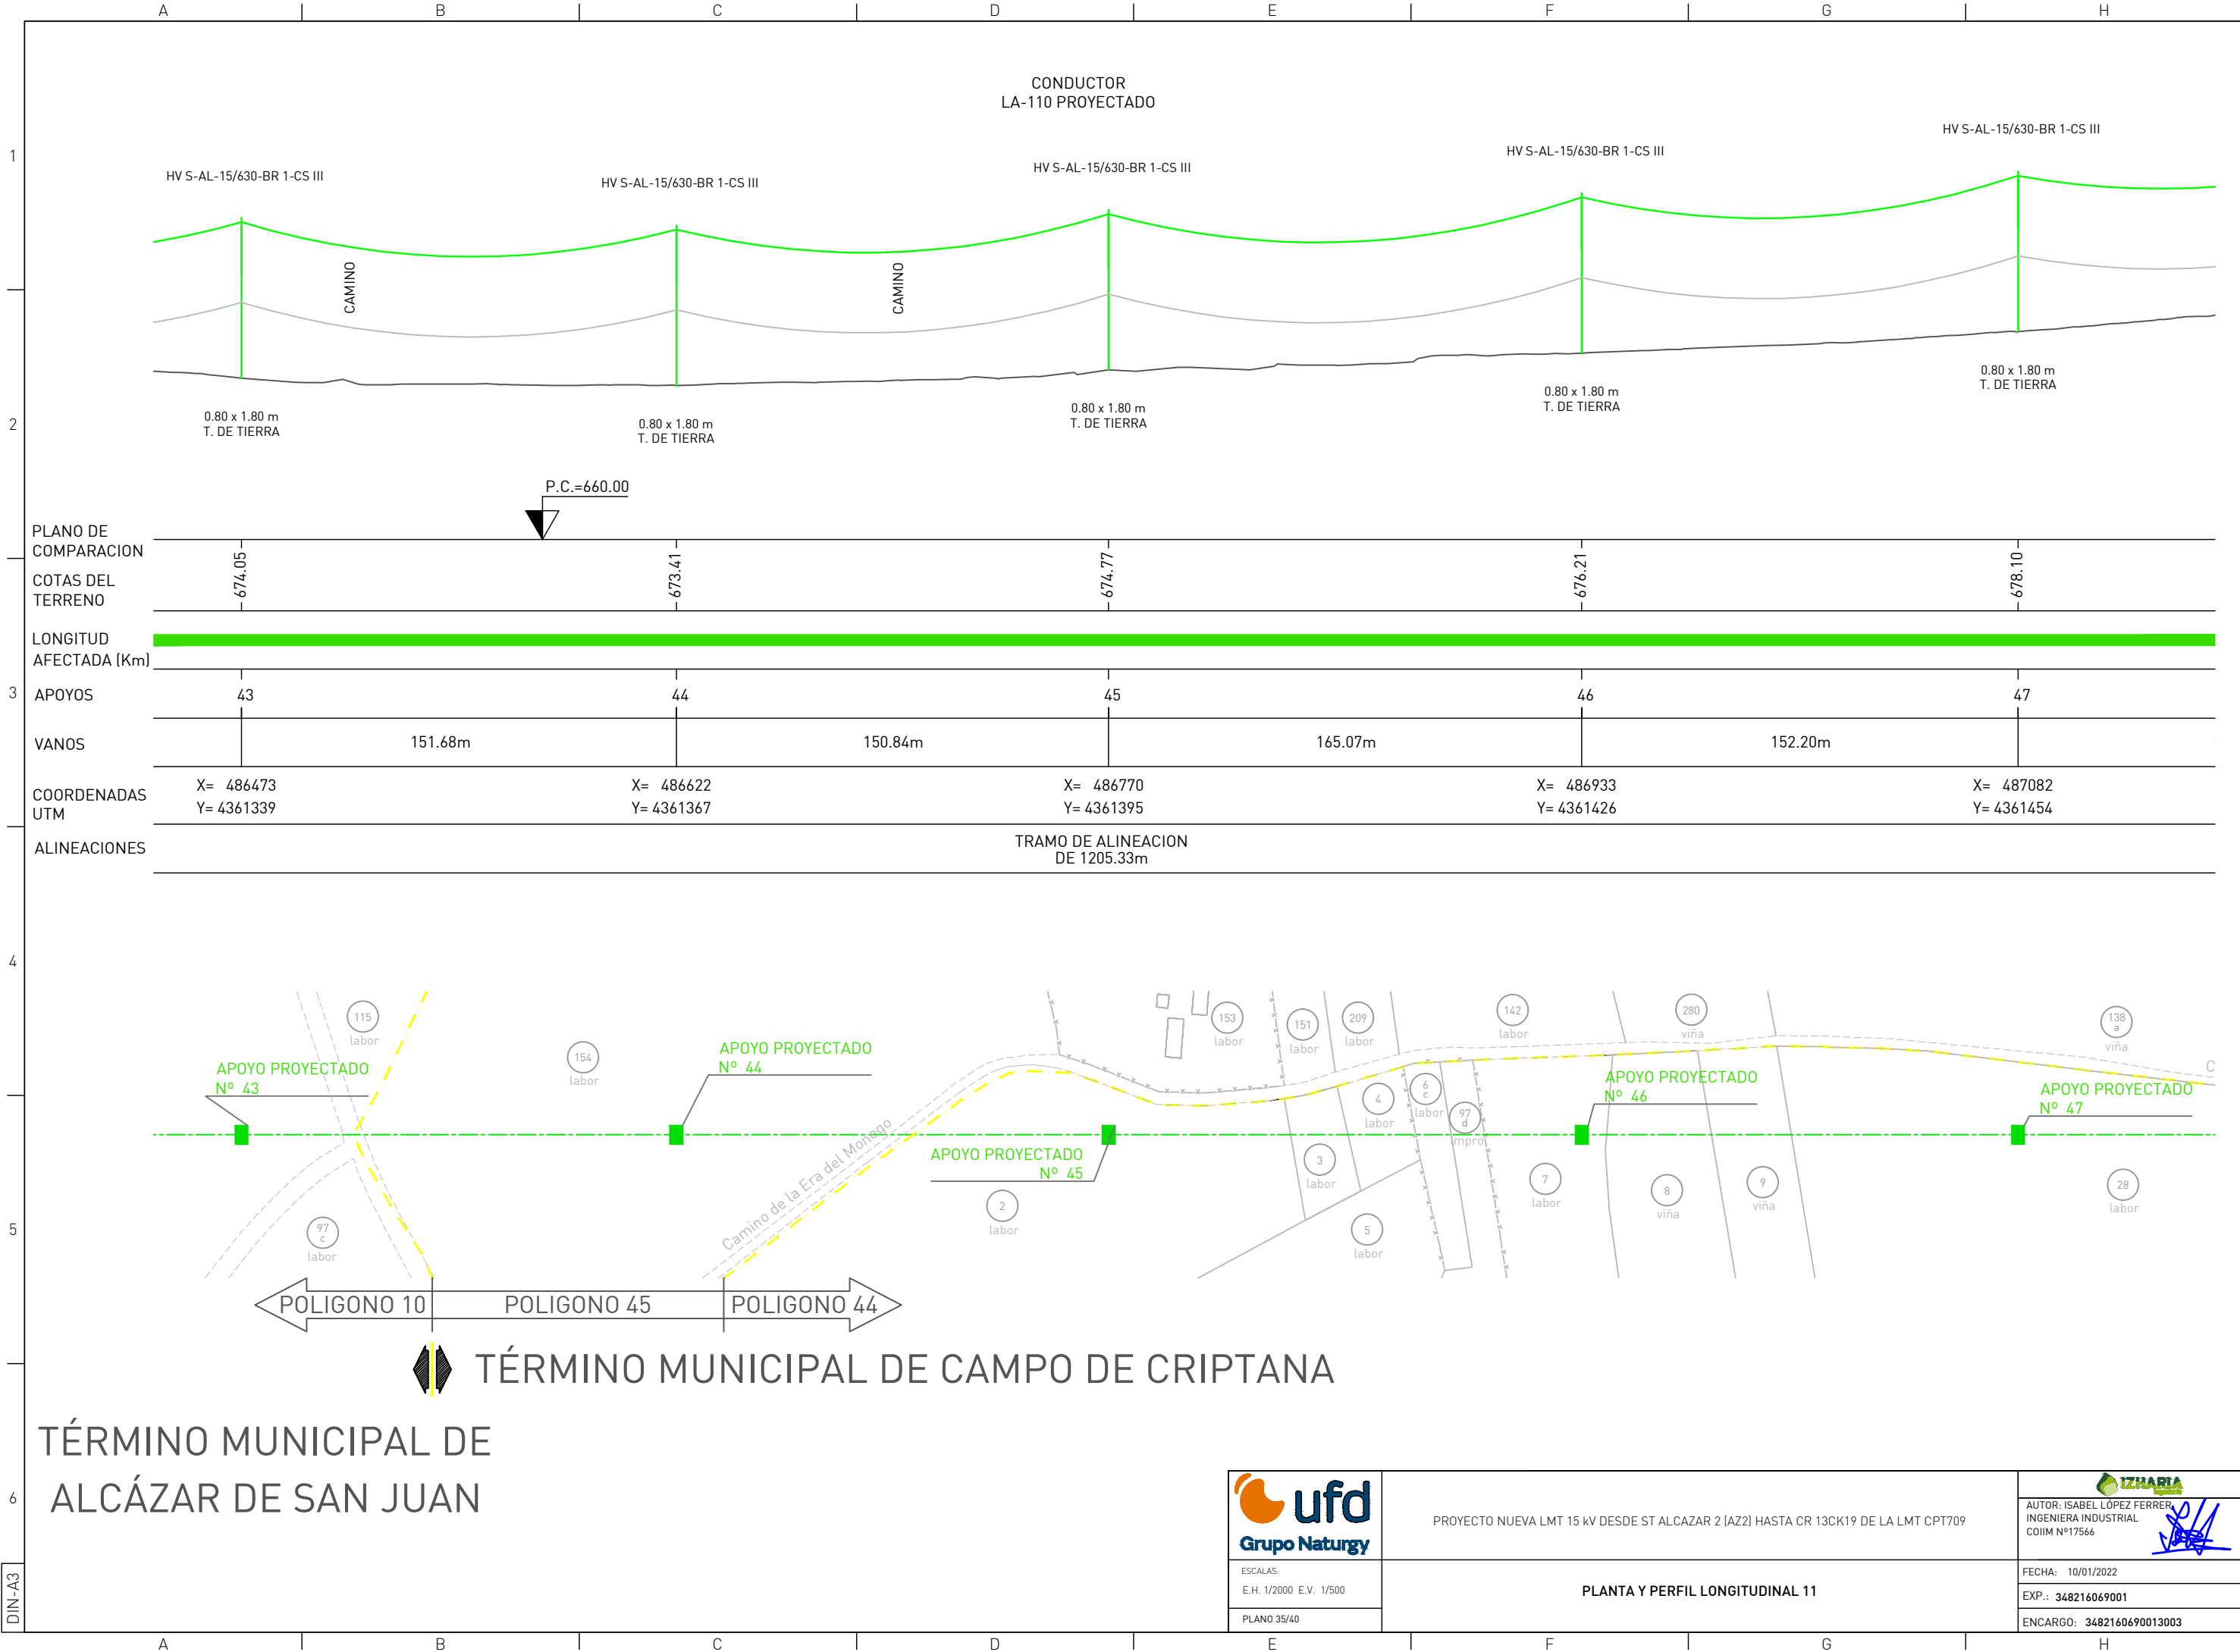 A B C D E F G H
CONDUCTOR
LA-110 PROYECTADO
1
HV S-AL-15/630-BR 1-CS III
HV S-AL-15/630-BR 1-CS III
HV S-AL-15/630-BR 1-CS III
HV S-AL-15/630-BR 1-CS III
HV S-AL-15/630-BR 1-CS III
CAMINO
CAMINO
2
0.80 x 1.80 m
T. DE TIERRA
0.80 x 1.80 m
T. DE TIERRA
0.80 x 1.80 m
T. DE TIERRA
0.80 x 1.80 m
T. DE TIERRA
0.80 x 1.80 m
T. DE TIERRA
P.C.=660.00
PLANO DE
COMPARACION
COTAS DEL
TERRENO
674.05 673.41 674.77 676.21 678.10
LONGITUD
AFECTADA (Km)
3
APOYOS 43 44 45 46 47
VANOS 151.68m 150.84m 165.07m 152.20m
COORDENADAS
UTM
X= 486473
Y= 4361339
X= 486622
Y= 4361367
X= 486770
Y= 4361395
X= 486933
Y= 4361426
X= 487082
Y= 4361454
ALINEACIONES
TRAMO DE ALINEACION
DE 1205.33m
4
115
labor
154
labor
153
labor
151
labor
209
labor
142
labor
280
viña
138
a
viña
C
APOYO PROYECTADO
Nº 43
APOYO PROYECTADO
Nº 44
APOYO PROYECTADO
Nº 45
APOYO PROYECTADO
Nº 46
APOYO PROYECTADO
Nº 47
4
labor
6
c
labor
97
d
impro
Camino de la Era del Monego
5
97
c
labor
2
labor
3
labor
5
labor
7
labor
8
viña
9
viña
28
labor
POLIGONO 10 POLIGONO 45 POLIGONO 44
TÉRMINO MUNICIPAL DE CAMPO DE CRIPTANA
TÉRMINO MUNICIPAL DE
ALCÁZAR DE SAN JUAN
6
DIN-A3
ufd
Grupo Naturgy
ESCALAS:
E.H. 1/2000 E.V. 1/500
PLANO 35/40
PROYECTO NUEVA LMT 15 kV DESDE ST ALCAZAR 2 (AZ2) HASTA CR 13CK19 DE LA LMT CPT709
PLANTA Y PERFIL LONGITUDINAL 11
IZHARIA
AUTOR: ISABEL LÓPEZ FERRER
INGENIERA INDUSTRIAL
COIIM Nº17566
FECHA: 10/01/2022
EXP.: 348216069001
ENCARGO: 3482160690013003
A B C D E F G H